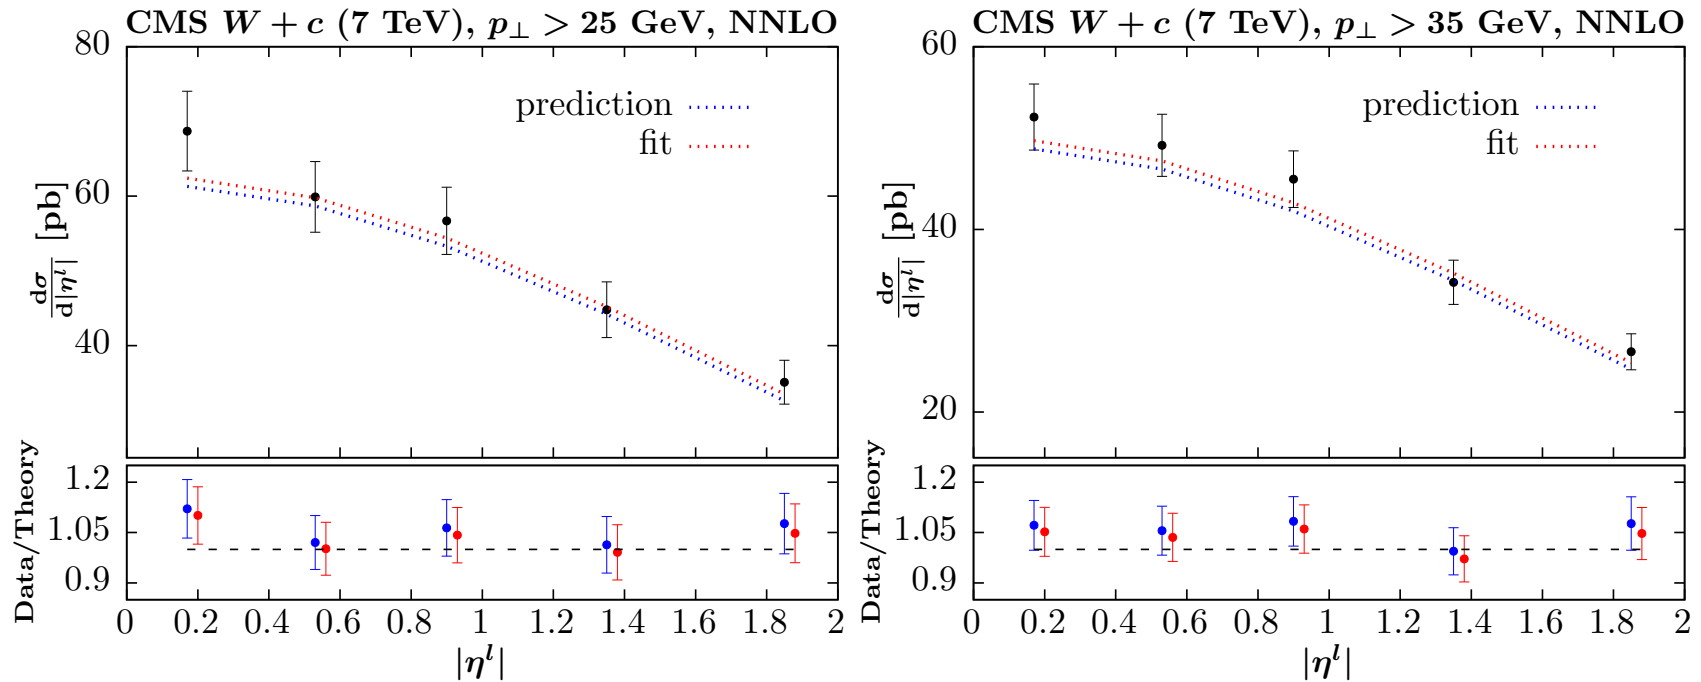 CMS W + c (7 TeV), p⊥ > 25 GeV, NNLO
80
60
40
dσ/d|ηˡ| [pb]
prediction
fit
1.2
1.05
0.9
Data/Theory
0 0.2 0.4 0.6 0.8 1 1.2 1.4 1.6 1.8
|ηˡ|
CMS W + c (7 TeV), p⊥ > 35 GeV, NNLO
60
40
20
dσ/d|ηˡ| [pb]
prediction
fit
1.2
1.05
0.9
Data/Theory
0 0.2 0.4 0.6 0.8 1 1.2 1.4 1.6 1.8 2
|ηˡ|